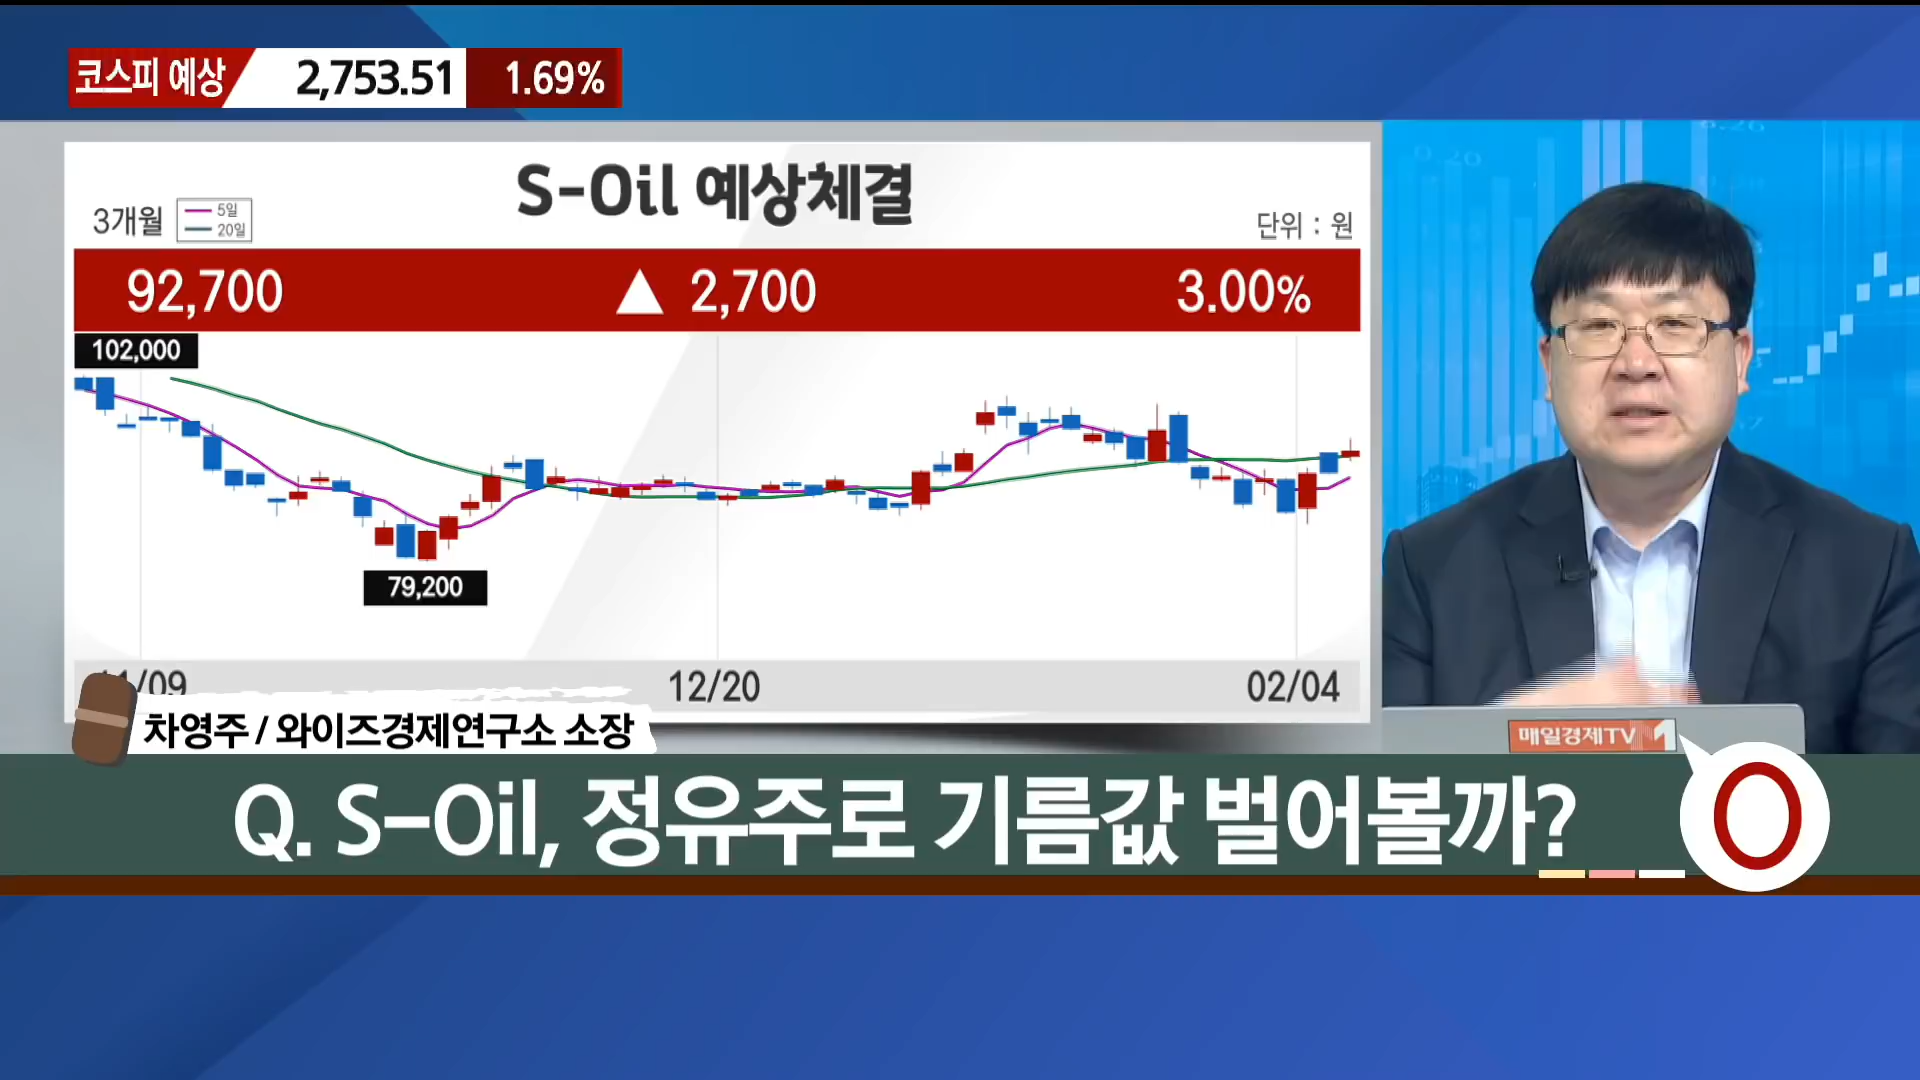 코스피 예상 2,753.51 1.69%
S-Oil 예상체결
3개월
5일
20일
단위 : 원
92,700 ▲ 2,700 3.00%
102,000
79,200
/09 12/20 02/04
차영주 / 와이즈경제연구소 소장
매일경제TV 1
Q. S-Oil, 정유주로 기름값 벌어볼까?
O